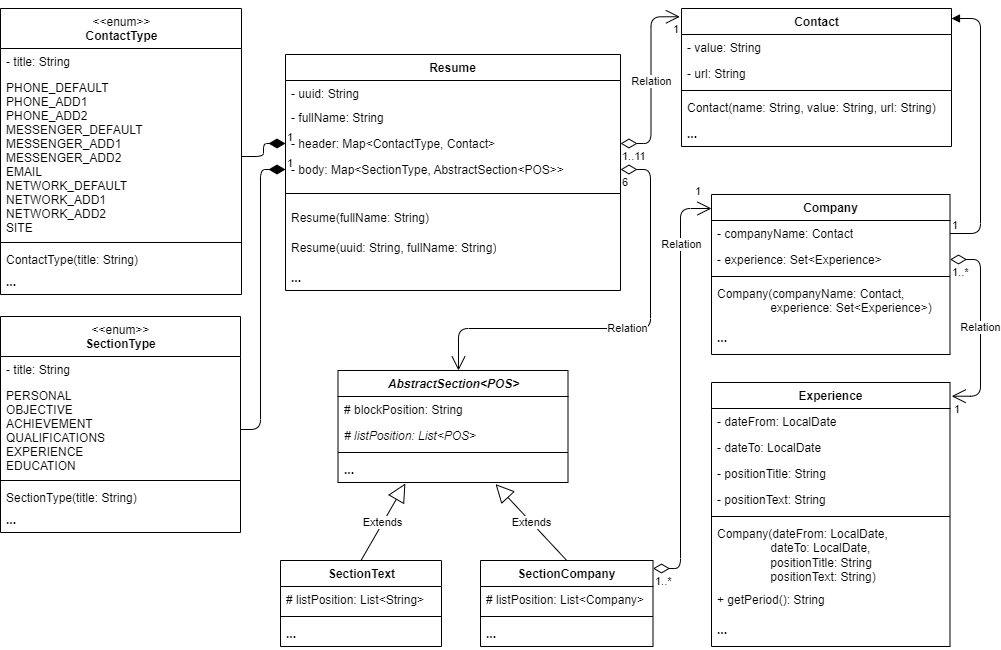 <<enum>>
ContactType
- title: String
PHONE_DEFAULT
PHONE_ADD1
PHONE_ADD2
MESSENGER_DEFAULT
MESSENGER_ADD1
MESSENGER_ADD2
EMAIL
NETWORK_DEFAULT
NETWORK_ADD1
NETWORK_ADD2
SITE
ContactType(title: String)
...
<<enum>>
SectionType
- title: String
PERSONAL
OBJECTIVE
ACHIEVEMENT
QUALIFICATIONS
EXPERIENCE
EDUCATION
SectionType(title: String)
...
Resume
- uuid: String
- fullName: String
1
- header: Map<ContactType, Contact>
1
- body: Map<SectionType, AbstractSection<POS>>
Resume(fullName: String)
Resume(uuid: String, fullName: String)
...
1..11
6
Relation
1
Relation
Contact
- value: String
- url: String
Contact(name: String, value: String, url: String)
...
1
Relation
Company
1
- companyName: Contact
- experience: Set<Experience>
1..*
Company(companyName: Contact,
experience: Set<Experience>)
...
Relation
AbstractSection<POS>
# blockPosition: String
# listPosition: List<POS>
...
Extends
Extends
SectionText
# listPosition: List<String>
...
SectionCompany
# listPosition: List<Company>
...
1..*
Experience
1
- dateFrom: LocalDate
- dateTo: LocalDate
- positionTitle: String
- positionText: String
Company(dateFrom: LocalDate,
dateTo: LocalDate,
positionTitle: String
positionText: String)
+ getPeriod(): String
...